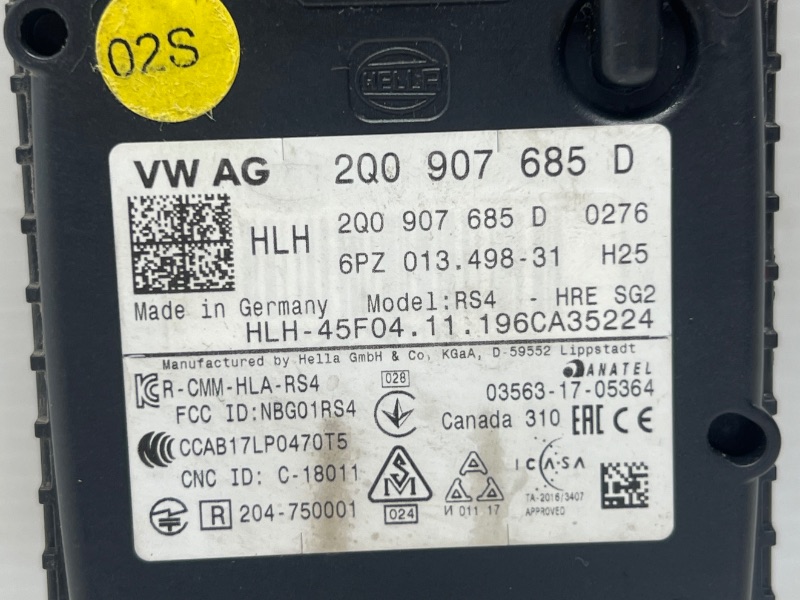 02S
HELLA
VW AG 2Q0 907 685 D
HLH 2Q0 907 685 D 0276
6PZ 013.498-31 H25
Made in Germany Model:RS4 - HRE SG2
HLH-45F04.11.196CA35224
Manufactured by Hella GmbH & Co. KGaA, D-59552 Lippstadt
R-CMM-HLA-RS4 028 ANATEL
03563-17-05364
FCC ID:NBG01RS4 Canada 310 EAC CE
CCAB17LP0470T5
CNC ID: C-18011 SM ICASA
R 204-750001 024 И 011 17 TA-2016/3407
APPROVED